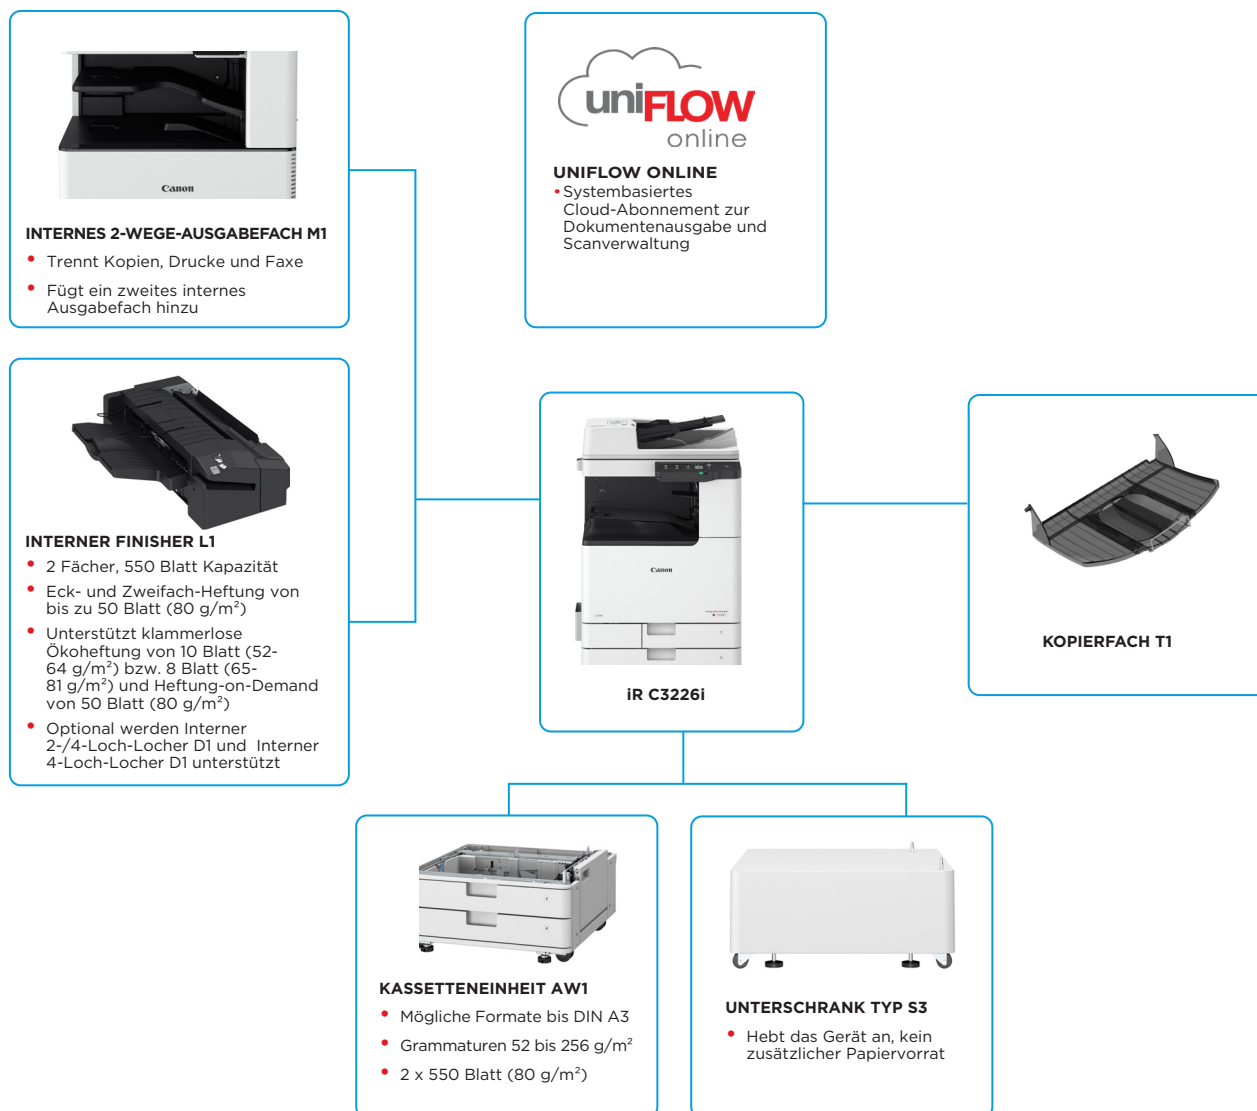 Canon
INTERNES 2-WEGE-AUSGABEFACH M1
• Trennt Kopien, Drucke und Faxe
• Fügt ein zweites internes
Ausgabefach hinzu
uniFLOW
online
UNIFLOW ONLINE
• Systembasiertes
Cloud-Abonnement zur
Dokumentenausgabe und
Scanverwaltung
INTERNER FINISHER L1
• 2 Fächer, 550 Blatt Kapazität
• Eck- und Zweifach-Heftung von
bis zu 50 Blatt (80 g/m²)
• Unterstützt klammerlose
Ökoheftung von 10 Blatt (52-
64 g/m²) bzw. 8 Blatt (65-
81 g/m²) und Heftung-on-Demand
von 50 Blatt (80 g/m²)
• Optional werden Interner
2-/4-Loch-Locher D1 und Interner
4-Loch-Locher D1 unterstützt
Canon
iR C3226i
KOPIERFACH T1
KASSETTENEINHEIT AW1
• Mögliche Formate bis DIN A3
• Grammaturen 52 bis 256 g/m²
• 2 x 550 Blatt (80 g/m²)
UNTERSCHRANK TYP S3
• Hebt das Gerät an, kein
zusätzlicher Papiervorrat